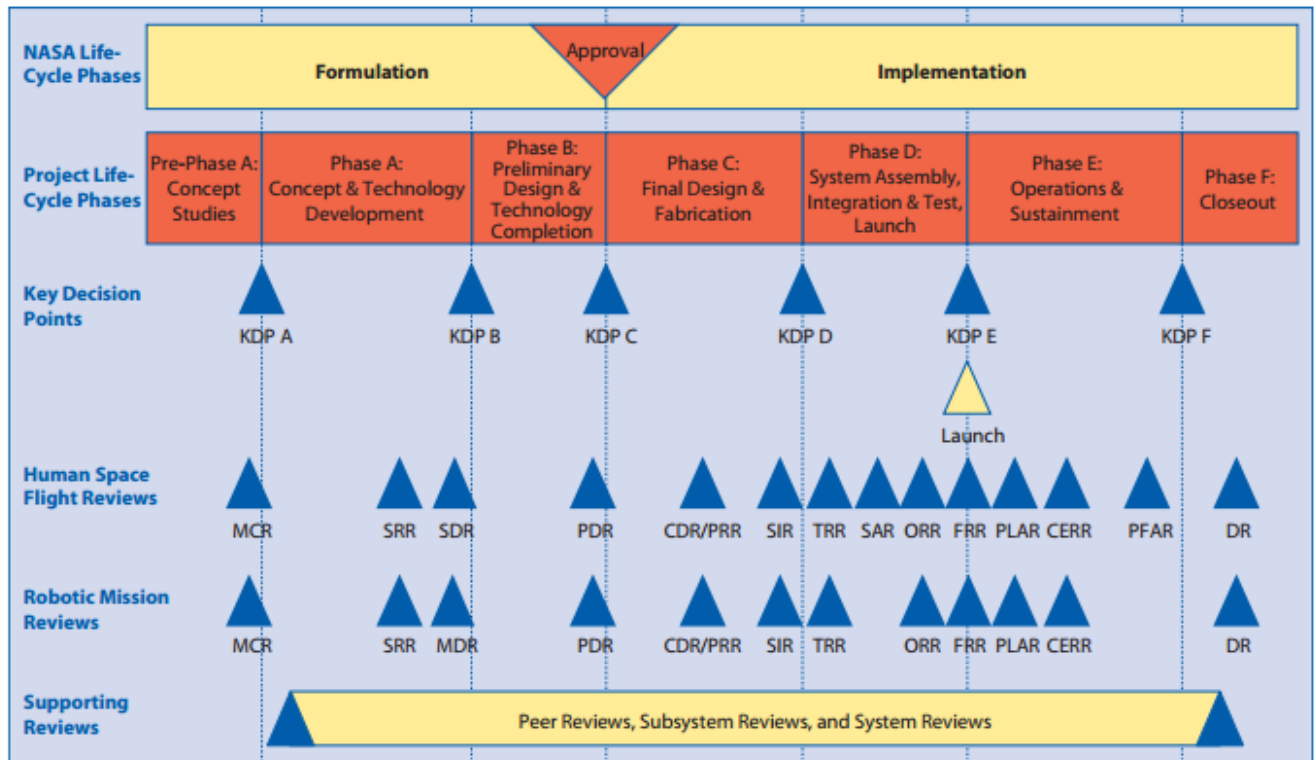 NASA Life-
Cycle Phases
Formulation
Approval
Implementation
Project Life-
Cycle Phases
Pre-Phase A:
Concept
Studies
Phase A:
Concept & Technology
Development
Phase B:
Preliminary
Design &
Technology
Completion
Phase C:
Final Design &
Fabrication
Phase D:
System Assembly,
Integration & Test,
Launch
Phase E:
Operations &
Sustainment
Phase F:
Closeout
Key Decision
Points
KDP A
KDP B
KDP C
KDP D
KDP E
KDP F
Launch
Human Space
Flight Reviews
MCR
SRR
SDR
PDR
CDR/PRR
SIR
TRR
SAR
ORR
FRR
PLAR
CERR
PFAR
DR
Robotic Mission
Reviews
MCR
SRR
MDR
PDR
CDR/PRR
SIR
TRR
ORR
FRR
PLAR
CERR
DR
Supporting
Reviews
Peer Reviews, Subsystem Reviews, and System Reviews